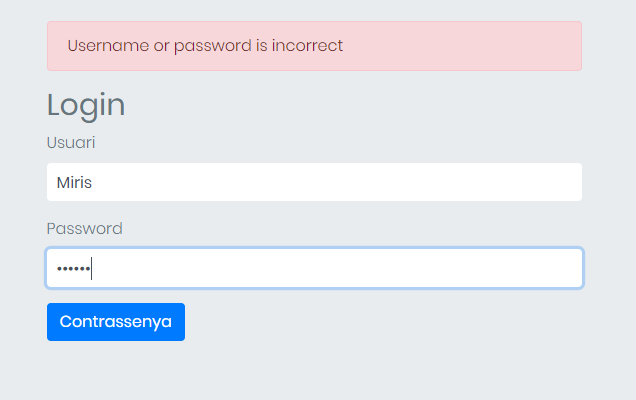 Username or password is incorrect
Login
Usuari
Miris
Password
••••••
Contrassenya